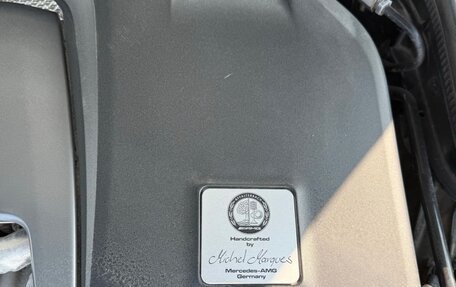 Handcrafted
by
Michel Marques
Mercedes-AMG
Germany